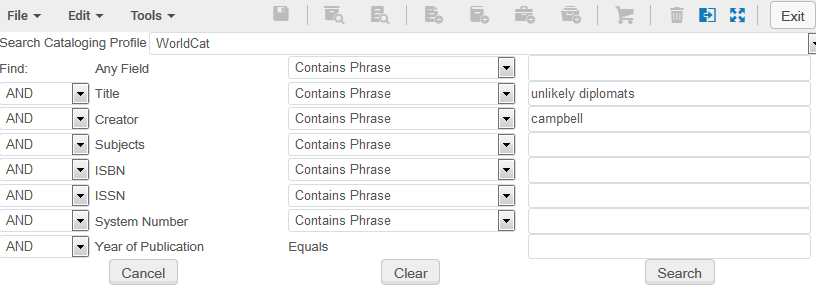 File Edit Tools Exit
Search Cataloging Profile WorldCat
Find: Any Field Contains Phrase
AND Title Contains Phrase unlikely diplomats
AND Creator Contains Phrase campbell
AND Subjects Contains Phrase
AND ISBN Contains Phrase
AND ISSN Contains Phrase
AND System Number Contains Phrase
AND Year of Publication Equals
Cancel Clear Search